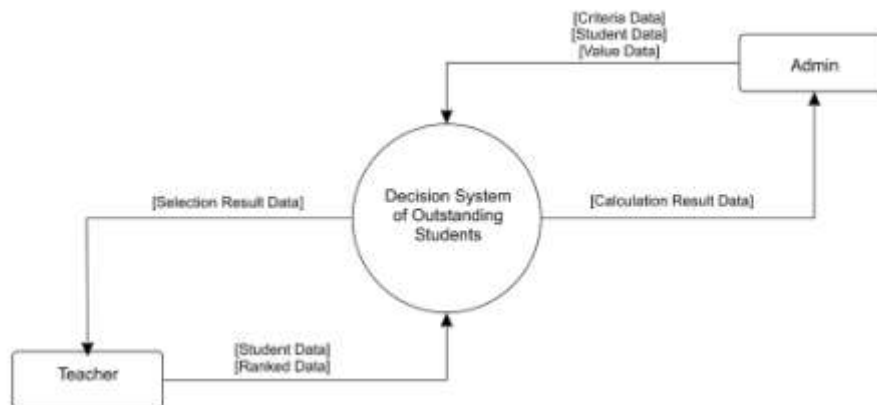 [Criteria Data]
[Student Data]
[Value Data]
Admin
Decision System
of Outstanding
Students
[Selection Result Data]
[Calculation Result Data]
[Student Data]
[Ranked Data]
Teacher